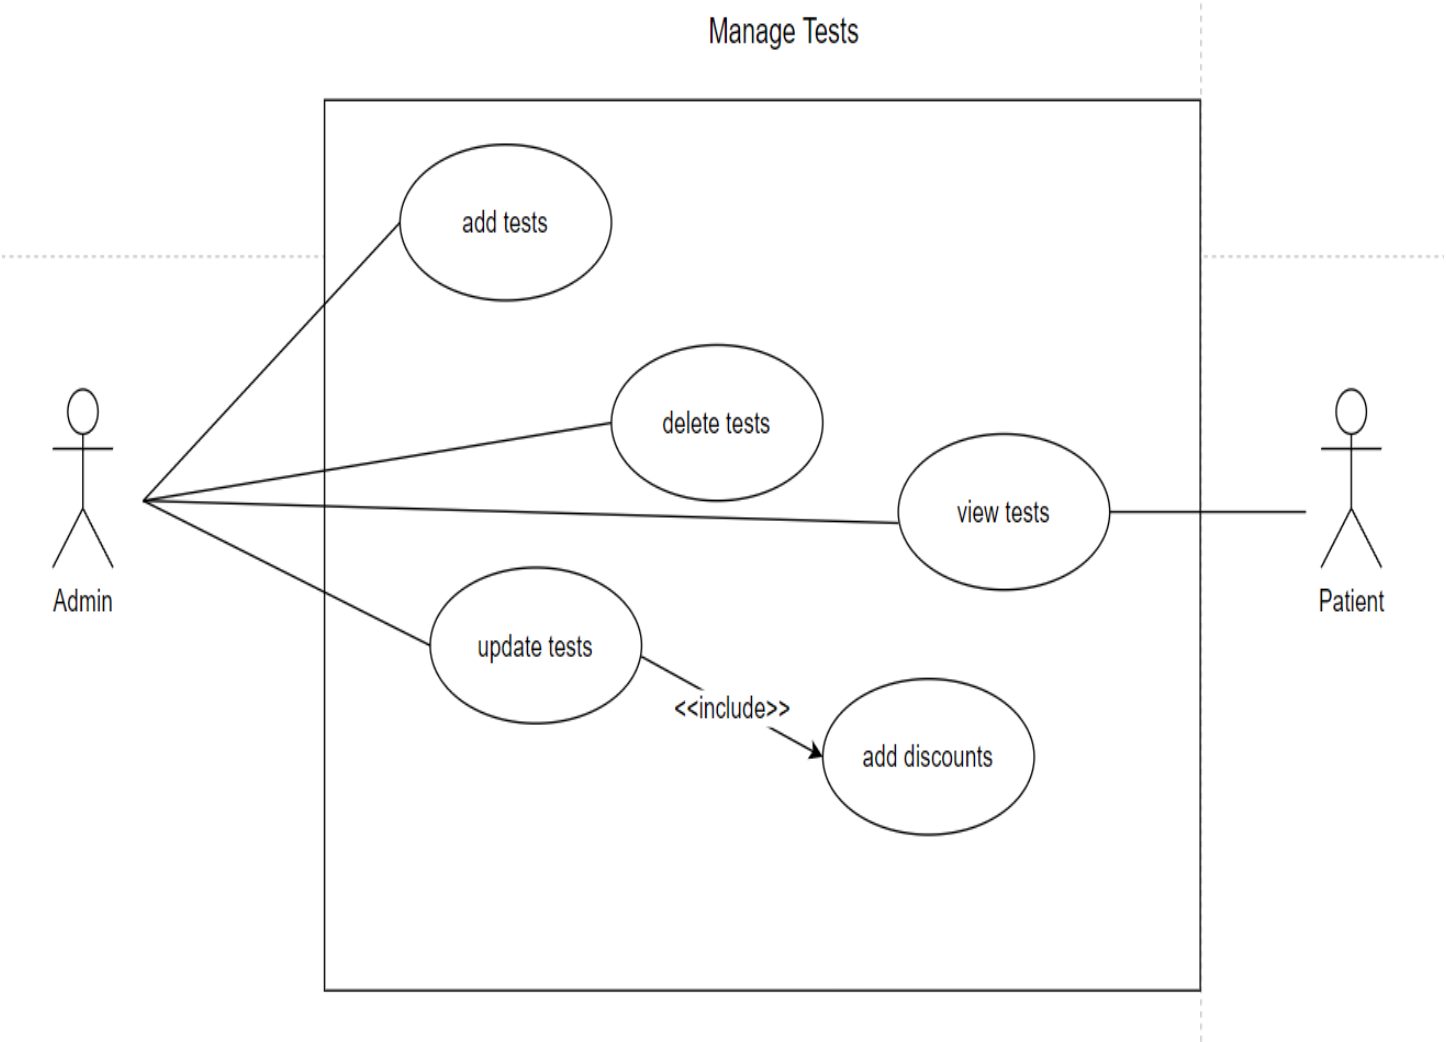 Manage Tests
add tests
delete tests
view tests
Admin
Patient
update tests
<<include>>
add discounts